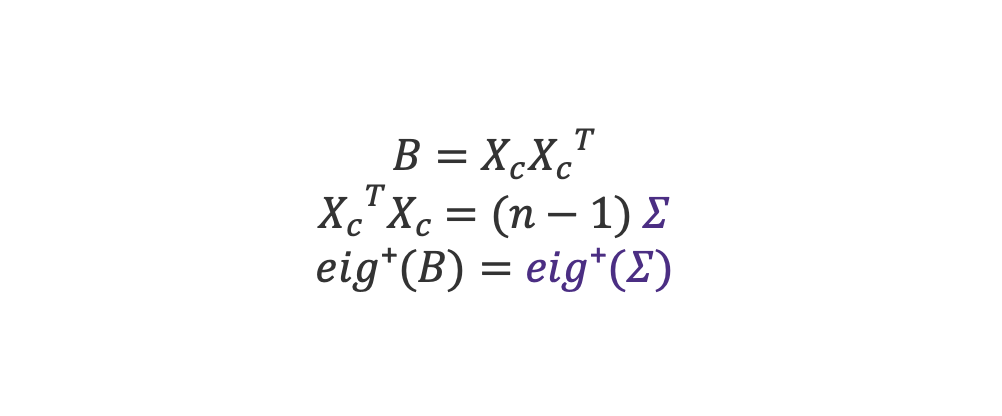 B = X_c X_c^T
X_c^T X_c = (n − 1) Σ
eig⁺(B) = eig⁺(Σ)